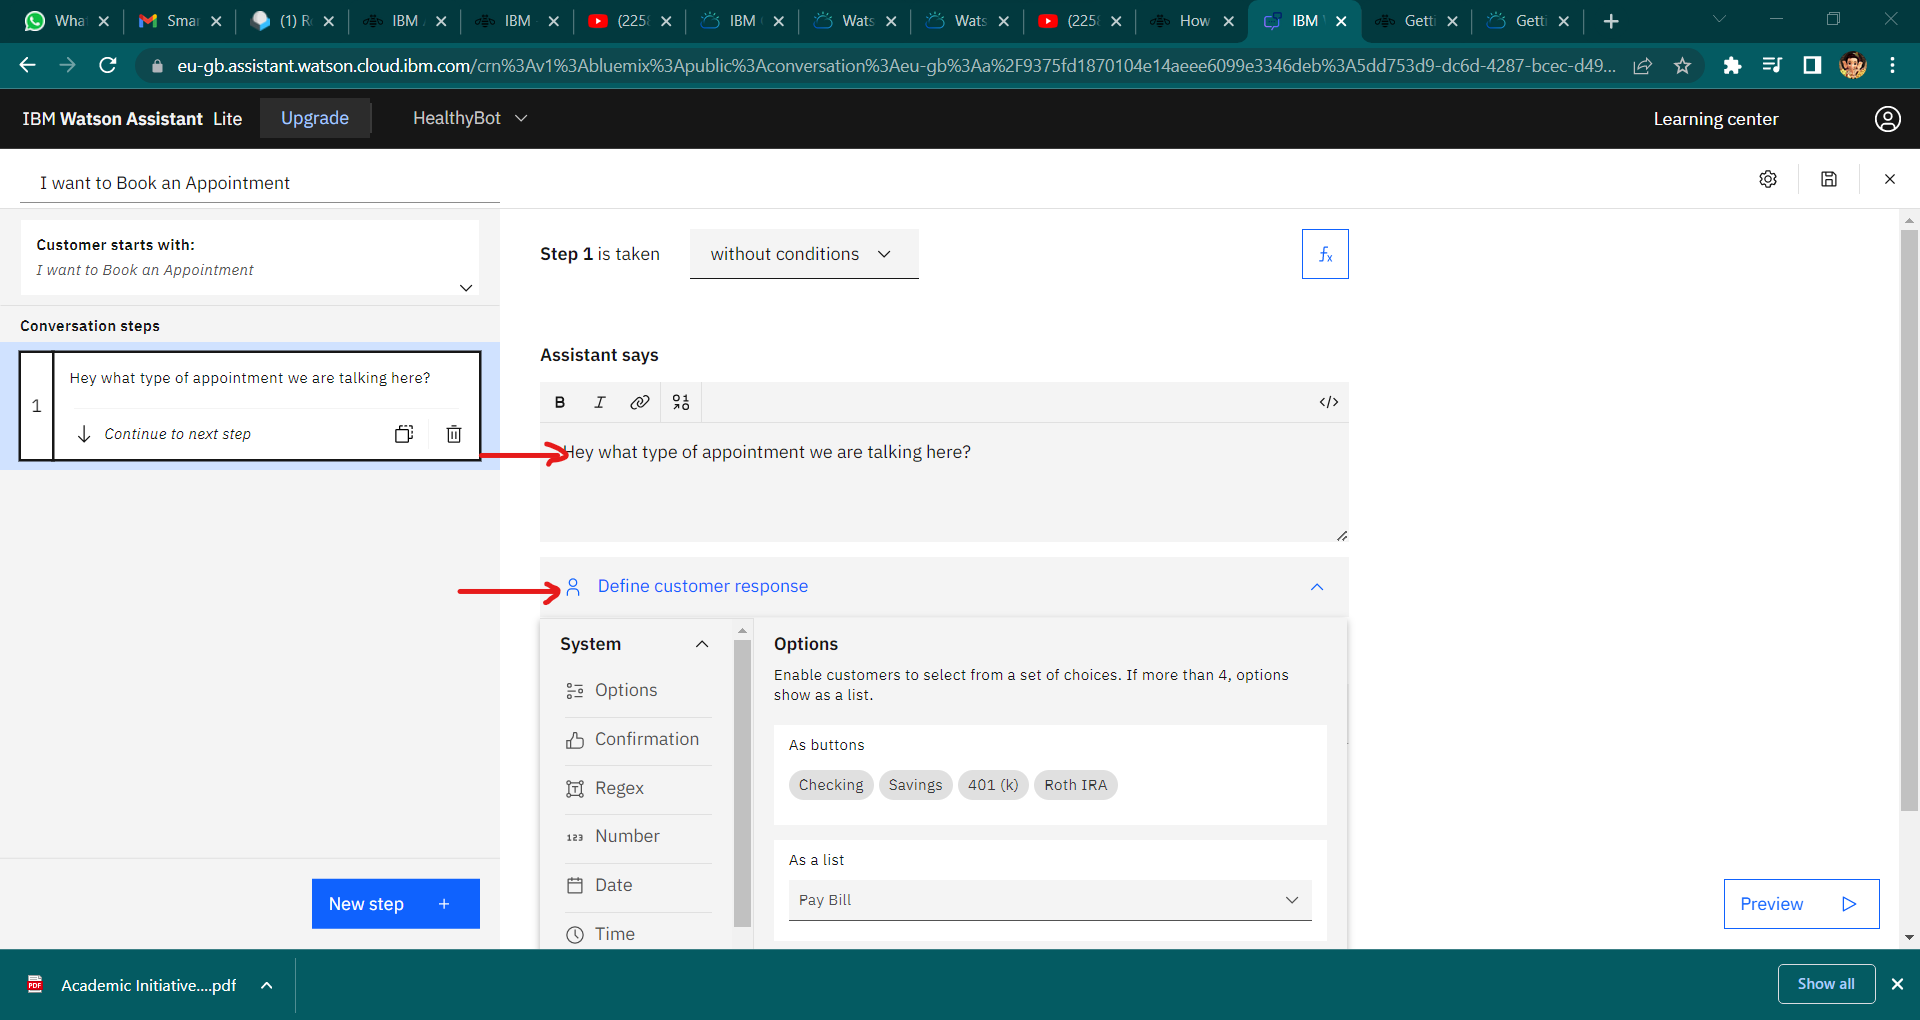 Wha
Smar
(1) R
IBM
IBM
(225
IBM
Wats
Wats
(225
How
IBM
Getti
Getti
eu-gb.assistant.watson.cloud.ibm.com/crn%3Av1%3Abluemix%3Apublic%3Aconversation%3Aeu-gb%3Aa%2F9375fd1870104e14aeee6099e3346deb%3A5dd753d9-dc6d-4287-bcec-d49...
IBM Watson Assistant Lite
Upgrade
HealthyBot
Learning center
I want to Book an Appointment
Customer starts with:
I want to Book an Appointment
Conversation steps
1
Hey what type of appointment we are talking here?
Continue to next step
New step +
Step 1 is taken
without conditions
fx
Assistant says
B I </>
Hey what type of appointment we are talking here?
Define customer response
System
Options
Confirmation
Regex
123 Number
Date
Time
Options
Enable customers to select from a set of choices. If more than 4, options
show as a list.
As buttons
Checking Savings 401 (k) Roth IRA
As a list
Pay Bill
Preview
PDF
Academic Initiative....pdf
Show all